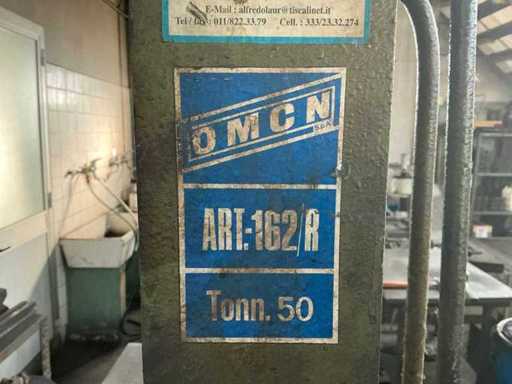 E-Mail : alfredolaur@tiscalinet.it
Tel / fax : 011/822.33.79 Cell. : 333/23.32.274
OMCN
S.p.A.
ART.-162/R
Tonn. 50